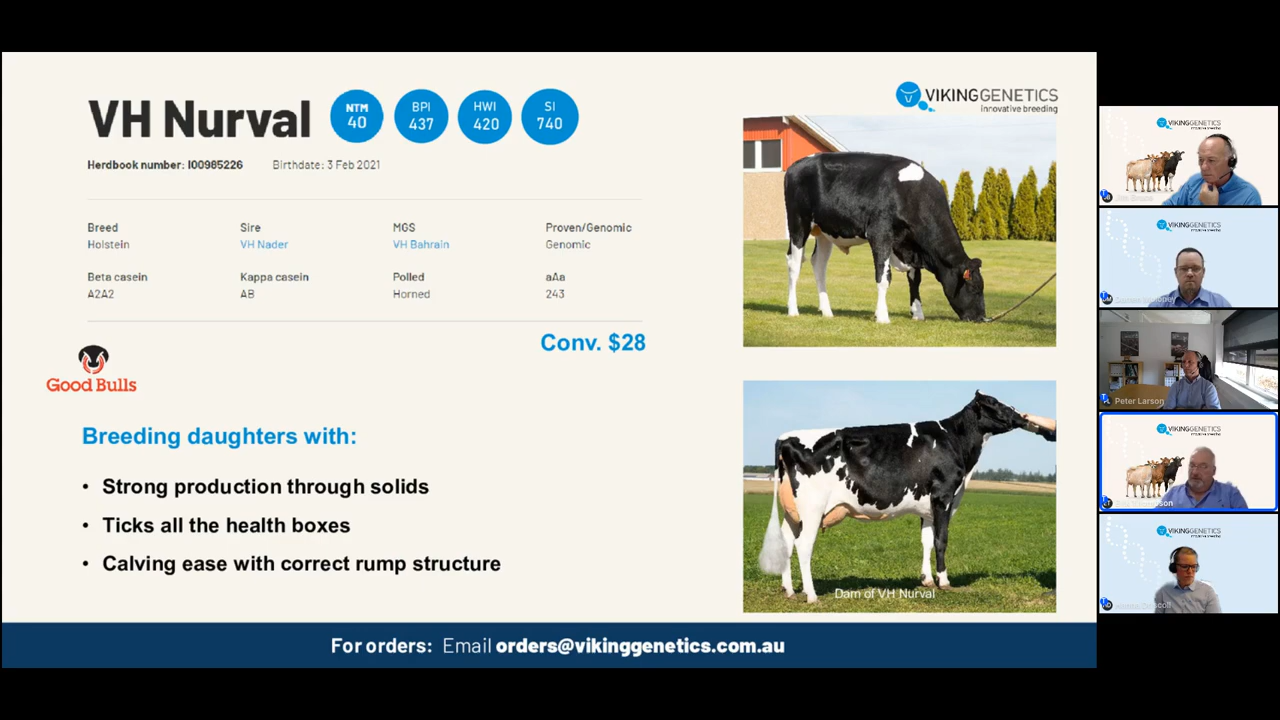 VH Nurval
NTM
40
BPI
437
HWI
420
SI
740
VIKINGGENETICS
innovative breeding
Herdbook number: I00985226 Birthdate: 3 Feb 2021
Breed Sire MGS Proven/Genomic
Holstein VH Nader VH Bahrain Genomic
Beta casein Kappa casein Polled aAa
A2A2 AB Horned 243
Conv. $28
Good Bulls
Breeding daughters with:
• Strong production through solids
• Ticks all the health boxes
• Calving ease with correct rump structure
Dam of VH Nurval
For orders: Email orders@vikinggenetics.com.au
VIKINGGENETICS
VIKINGGENETICS
Peter Larson
VIKINGGENETICS
VIKINGGENETICS